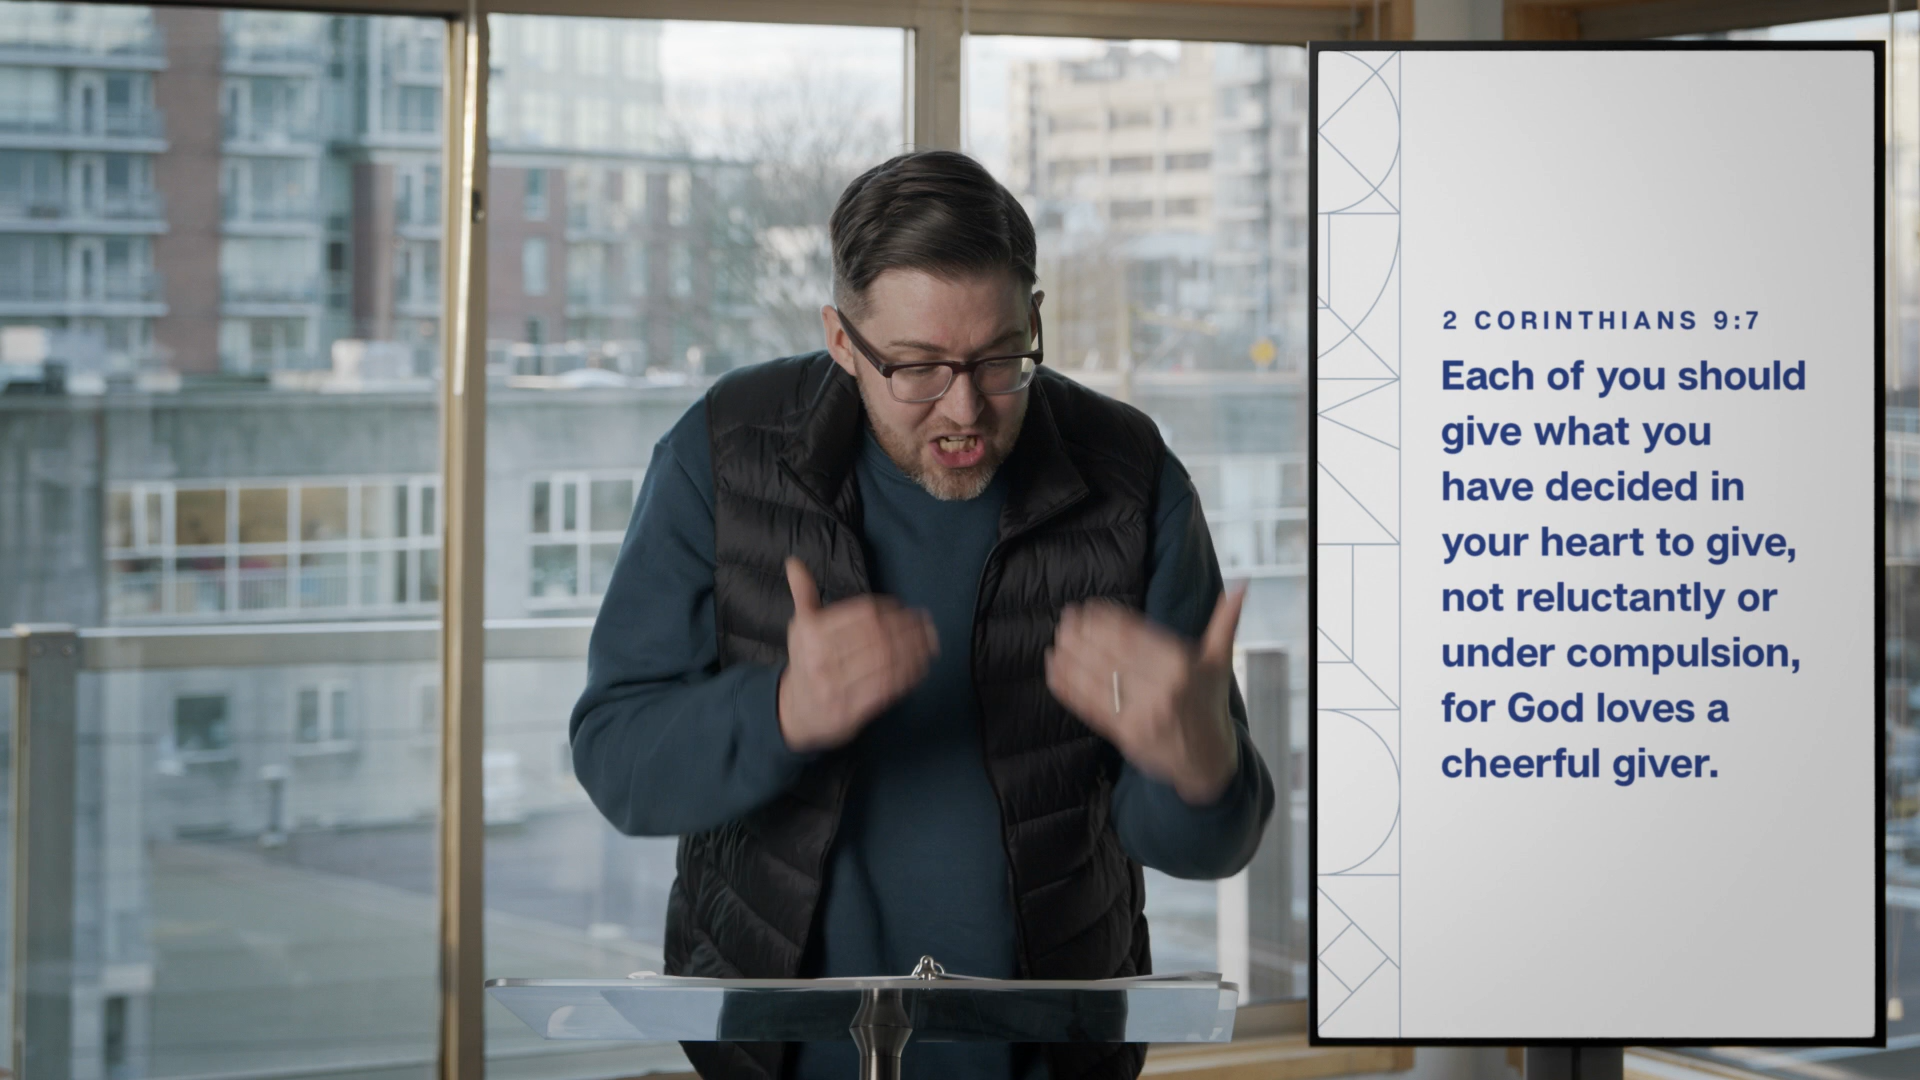 2 CORINTHIANS 9:7
Each of you should
give what you
have decided in
your heart to give,
not reluctantly or
under compulsion,
for God loves a
cheerful giver.